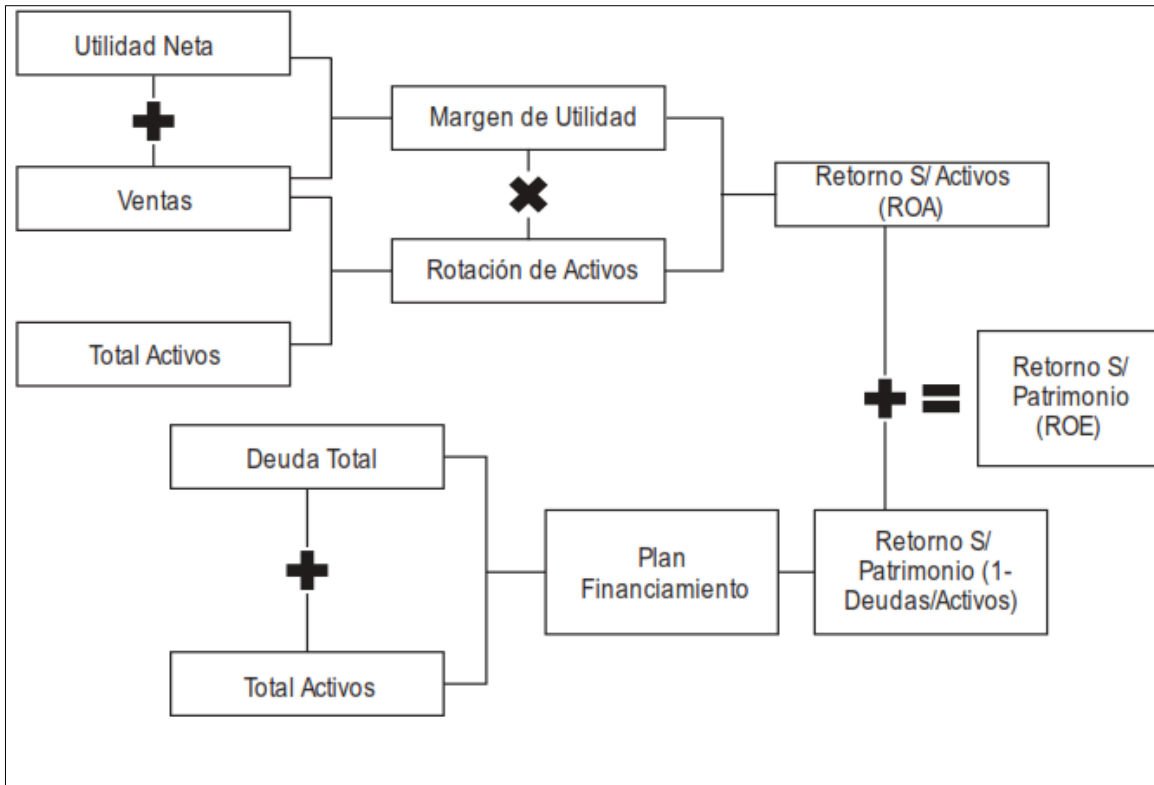 Utilidad Neta
Margen de Utilidad
Ventas
Retorno S/ Activos
(ROA)
Rotación de Activos
Total Activos
Retorno S/
Patrimonio
(ROE)
Deuda Total
Plan
Financiamiento
Retorno S/
Patrimonio (1-
Deudas/Activos)
Total Activos